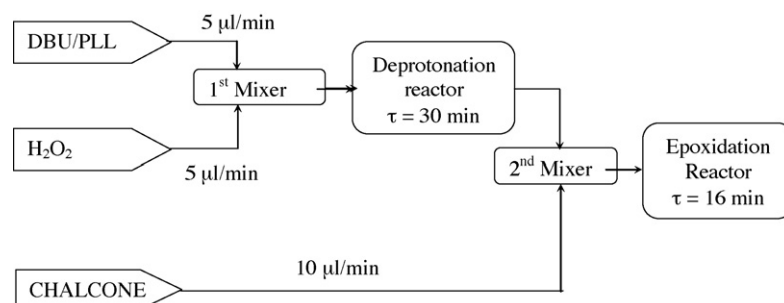 5 μl/min
DBU/PLL
1st Mixer
Deprotonation
reactor
τ = 30 min
H₂O₂
5 μl/min
2nd Mixer
Epoxidation
Reactor
τ = 16 min
10 μl/min
CHALCONE